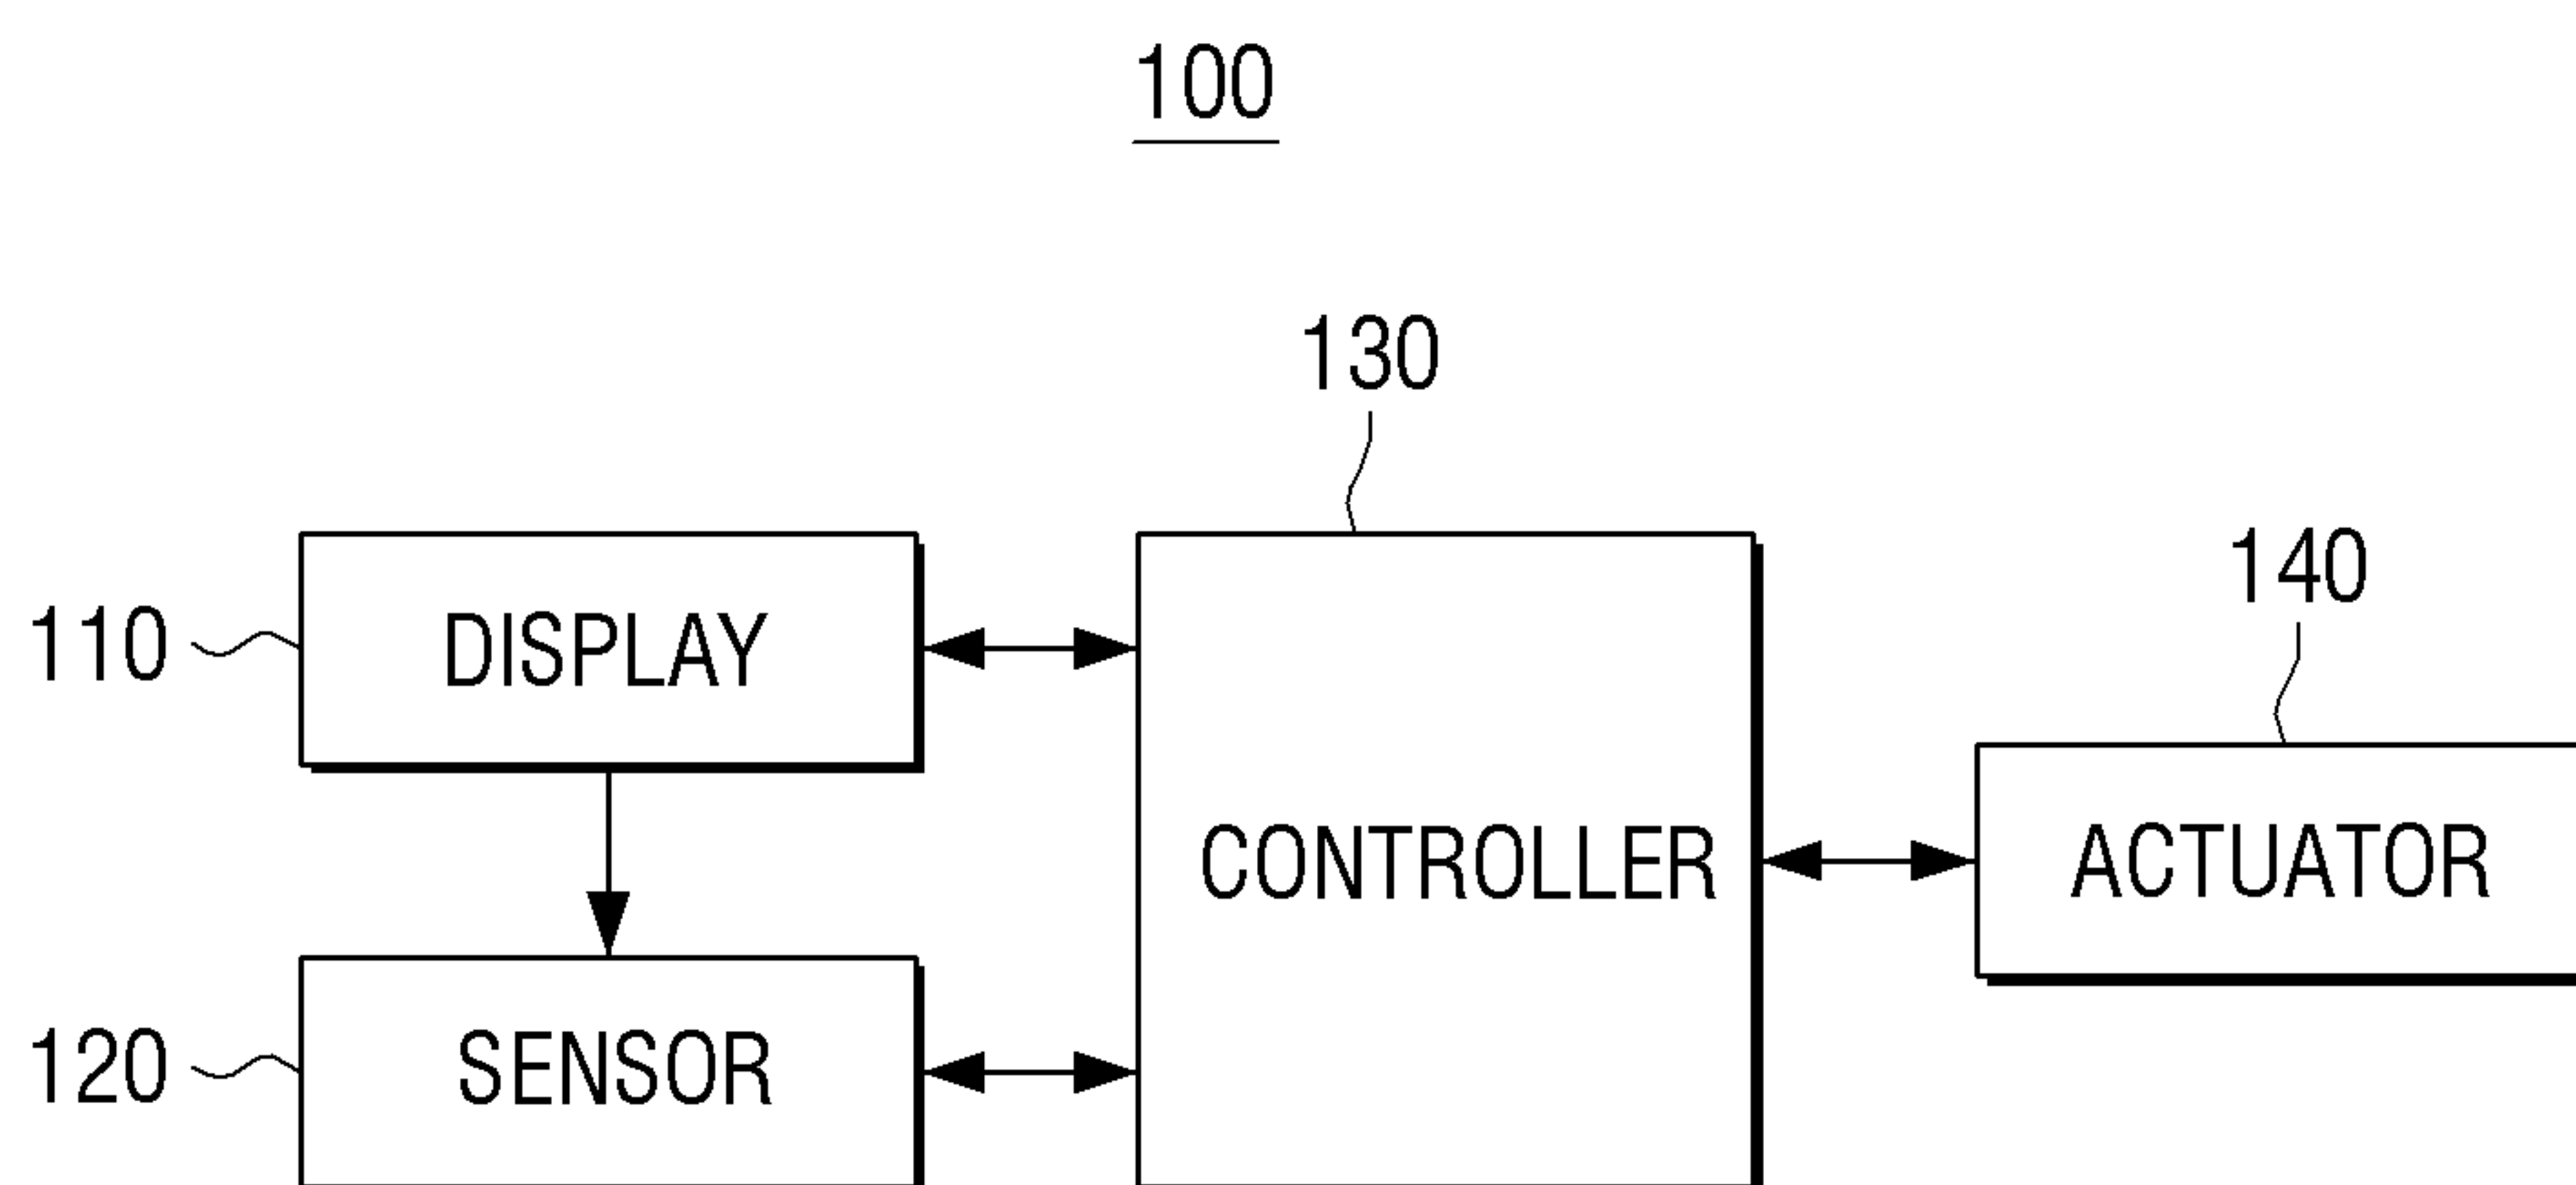 100
130
140
110
DISPLAY
CONTROLLER
ACTUATOR
120
SENSOR